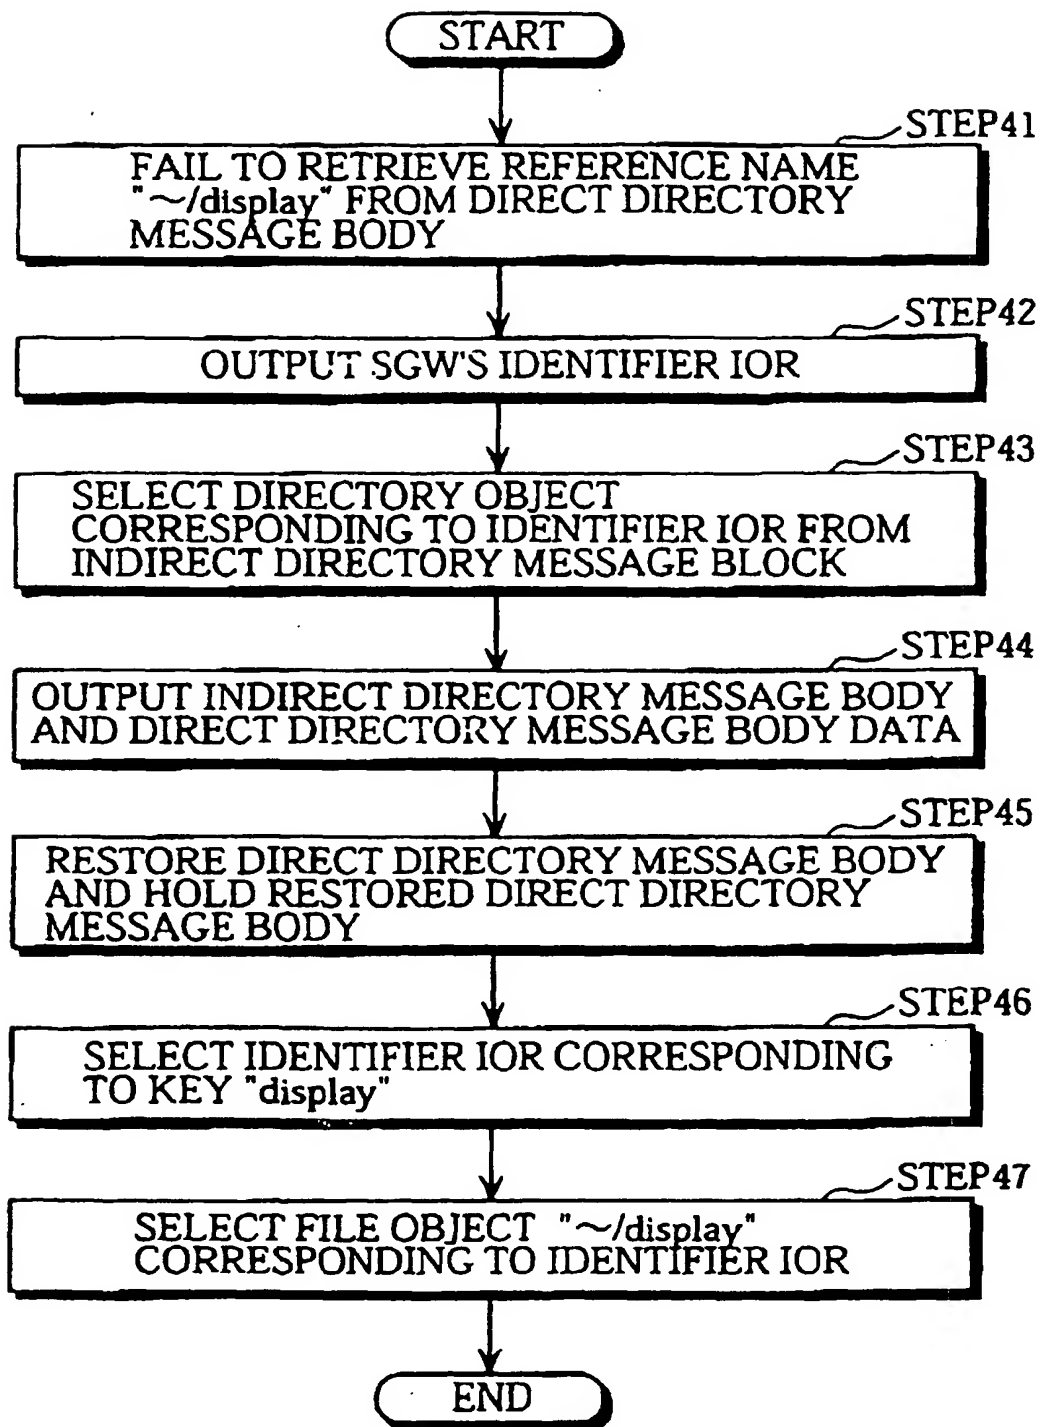 START
STEP41
FAIL TO RETRIEVE REFERENCE NAME
"～/display" FROM DIRECT DIRECTORY
MESSAGE BODY
STEP42
OUTPUT SGW'S IDENTIFIER IOR
STEP43
SELECT DIRECTORY OBJECT
CORRESPONDING TO IDENTIFIER IOR FROM
INDIRECT DIRECTORY MESSAGE BLOCK
STEP44
OUTPUT INDIRECT DIRECTORY MESSAGE BODY
AND DIRECT DIRECTORY MESSAGE BODY DATA
STEP45
RESTORE DIRECT DIRECTORY MESSAGE BODY
AND HOLD RESTORED DIRECT DIRECTORY
MESSAGE BODY
STEP46
SELECT IDENTIFIER IOR CORRESPONDING
TO KEY "display"
STEP47
SELECT FILE OBJECT "～/display"
CORRESPONDING TO IDENTIFIER IOR
END